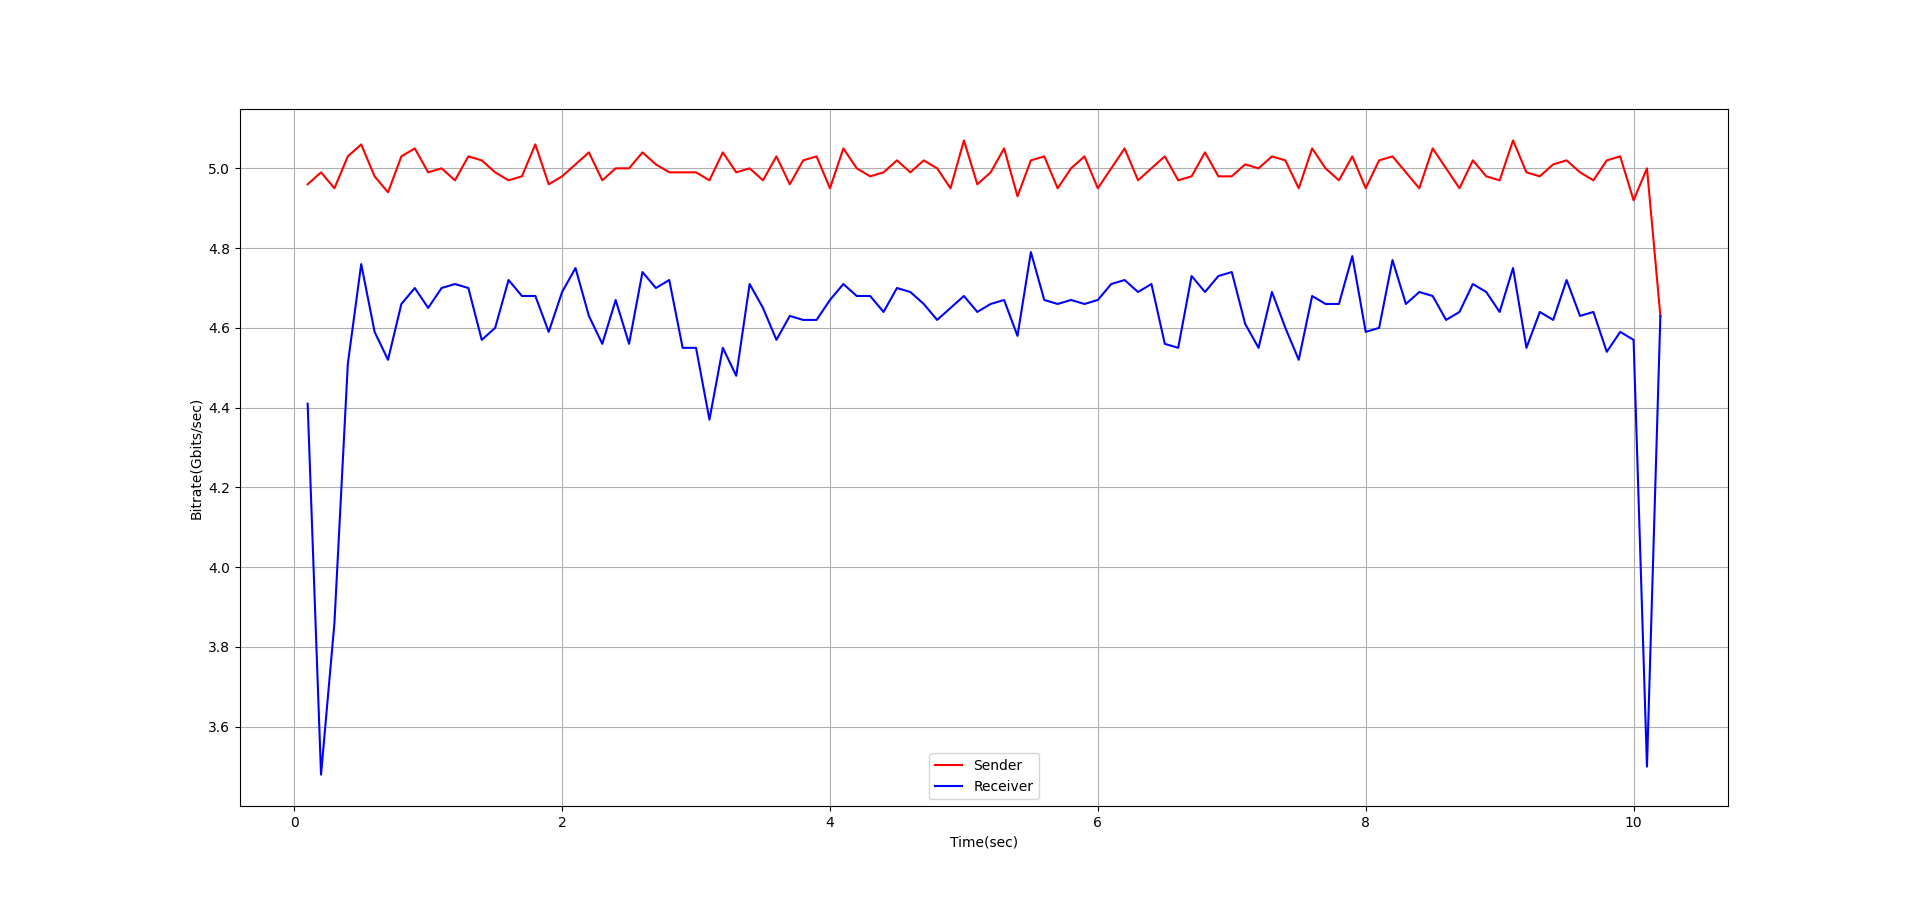 5.0
4.8
4.6
4.4
4.2
4.0
3.8
3.6
Bitrate(Gbits/sec)
Sender
Receiver
0 2 4 6 8 10
Time(sec)